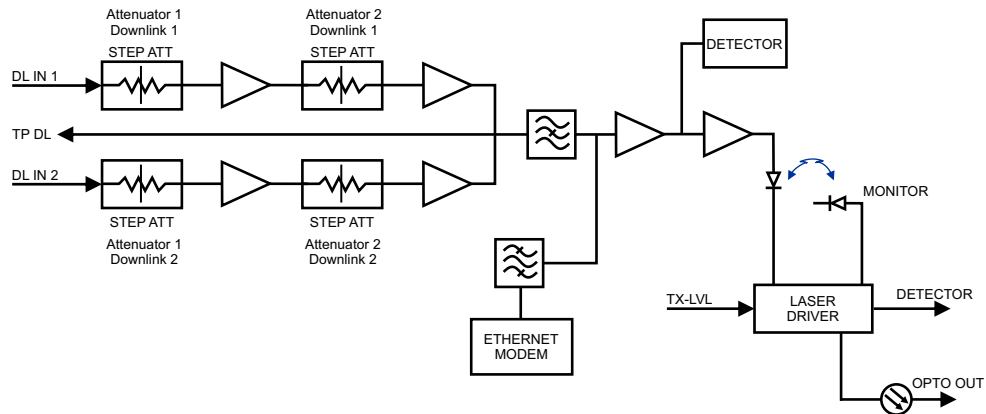 Attenuator 1
Downlink 1
STEP ATT
Attenuator 2
Downlink 2
STEP ATT
DETECTOR
DL IN 1
TP DL
DL IN 2
STEP ATT
Attenuator 1
Downlink 2
STEP ATT
Attenuator 2
Downlink 2
MONITOR
ETHERNET
MODEM
TX-LVL
LASER
DRIVER
DETECTOR
OPTO OUT